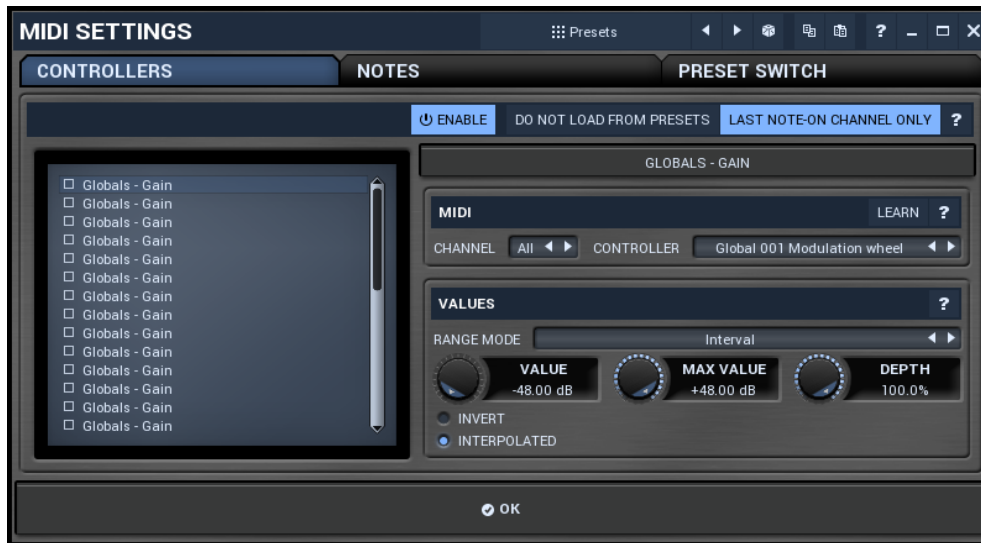 MIDI SETTINGS
Presets
?
CONTROLLERS
NOTES
PRESET SWITCH
ENABLE
DO NOT LOAD FROM PRESETS
LAST NOTE-ON CHANNEL ONLY
?
Globals - Gain
Globals - Gain
Globals - Gain
Globals - Gain
Globals - Gain
Globals - Gain
Globals - Gain
Globals - Gain
Globals - Gain
Globals - Gain
Globals - Gain
Globals - Gain
Globals - Gain
Globals - Gain
GLOBALS - GAIN
MIDI
LEARN
?
CHANNEL
All
CONTROLLER
Global 001 Modulation wheel
VALUES
?
RANGE MODE
Interval
VALUE
-48.00 dB
MAX VALUE
+48.00 dB
DEPTH
100.0%
INVERT
INTERPOLATED
OK